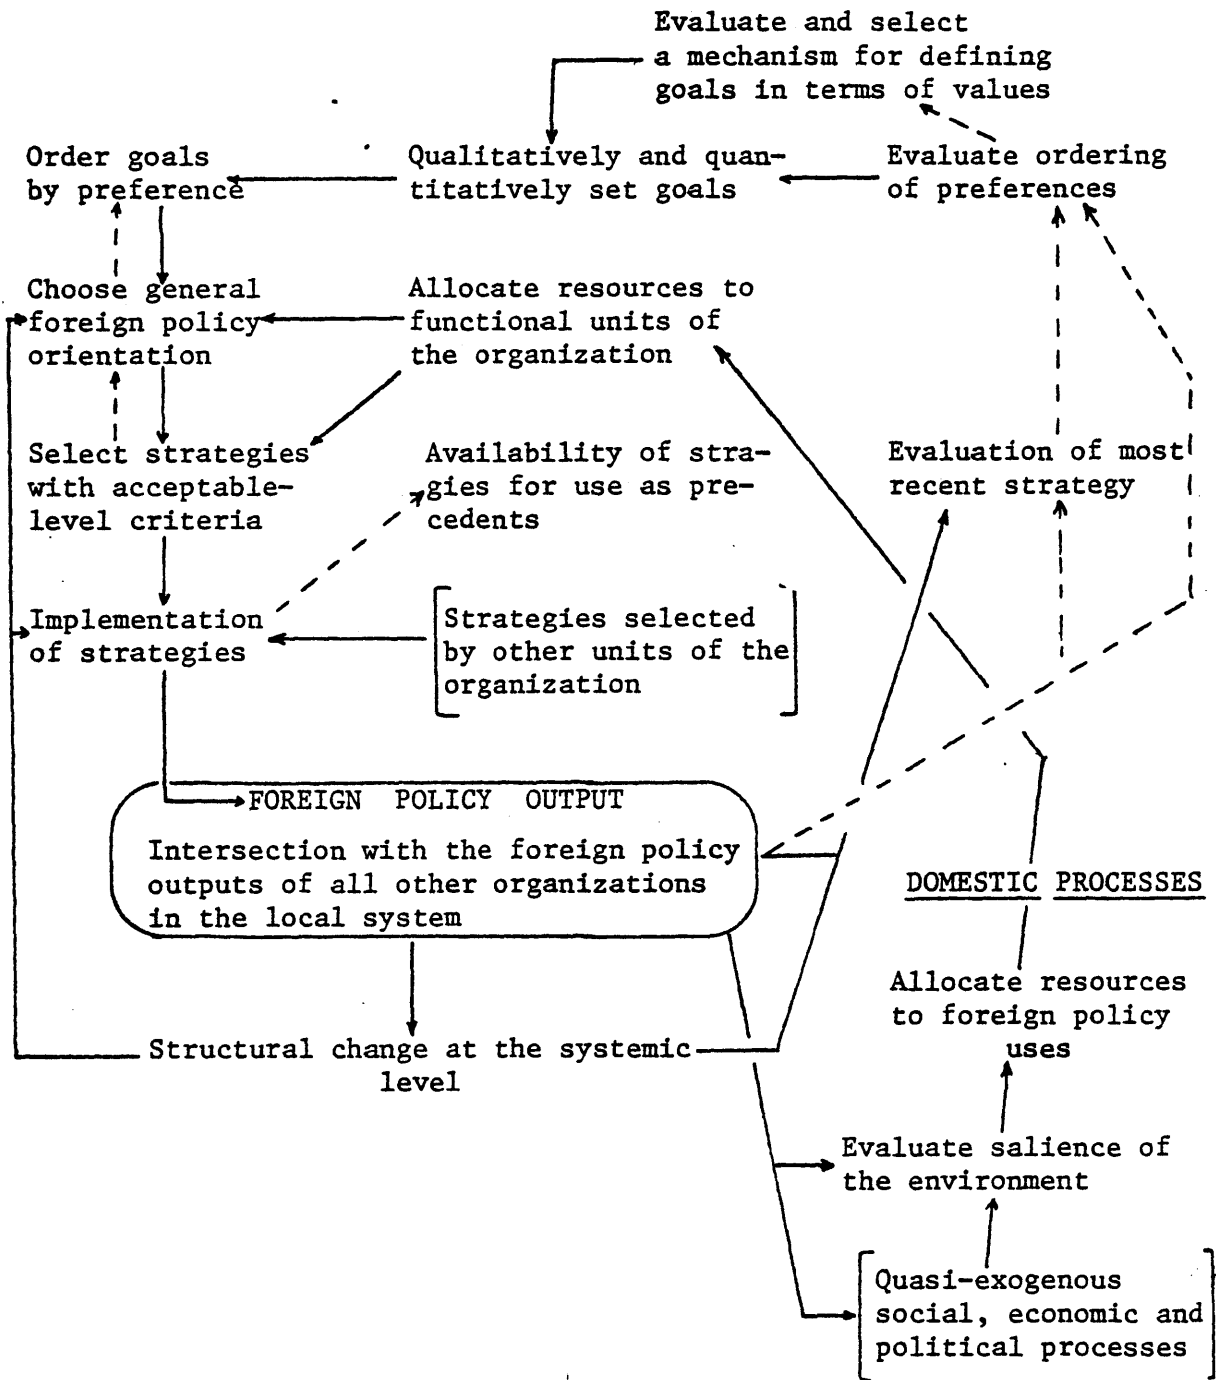 Evaluate and select
a mechanism for defining
goals in terms of values
Order goals
by preference
Qualitatively and quan-
titatively set goals
Evaluate ordering
of preferences
Choose general
foreign policy
orientation
Allocate resources to
functional units of
the organization
Select strategies
with acceptable-
level criteria
Availability of stra-
gies for use as pre-
cedents
Evaluation of most
recent strategy
Implementation
of strategies
Strategies selected
by other units of the
organization
FOREIGN POLICY OUTPUT
Intersection with the foreign policy
outputs of all other organizations
in the local system
DOMESTIC PROCESSES
Allocate resources
to foreign policy
uses
Structural change at the systemic
level
Evaluate salience of
the environment
Quasi-exogenous
social, economic and
political processes